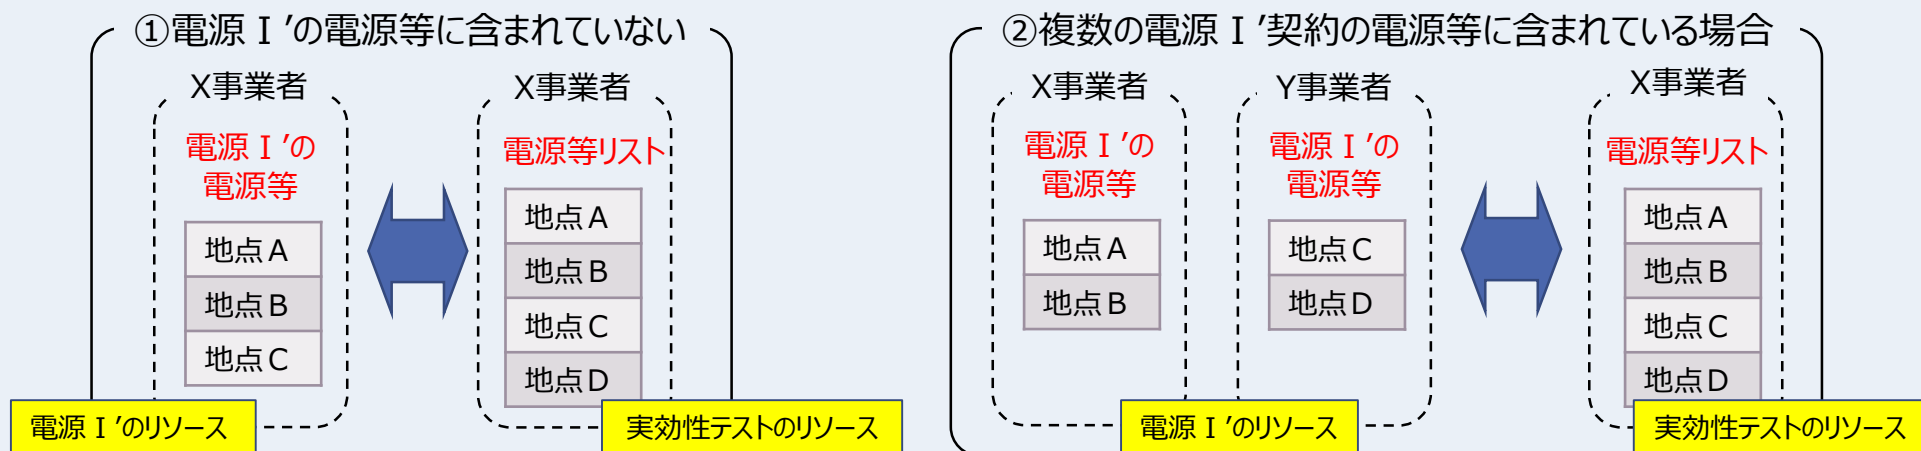 ①電源Ⅰ′の電源等に含まれていない
X事業者
電源Ⅰ′の
電源等
地点A
地点B
地点C
電源Ⅰ′のリソース
X事業者
電源等リスト
地点A
地点B
地点C
地点D
実効性テストのリソース
②複数の電源Ⅰ′契約の電源等に含まれている場合
X事業者
電源Ⅰ′の
電源等
地点A
地点B
Y事業者
電源Ⅰ′の
電源等
地点C
地点D
電源Ⅰ′のリソース
X事業者
電源等リスト
地点A
地点B
地点C
地点D
実効性テストのリソース